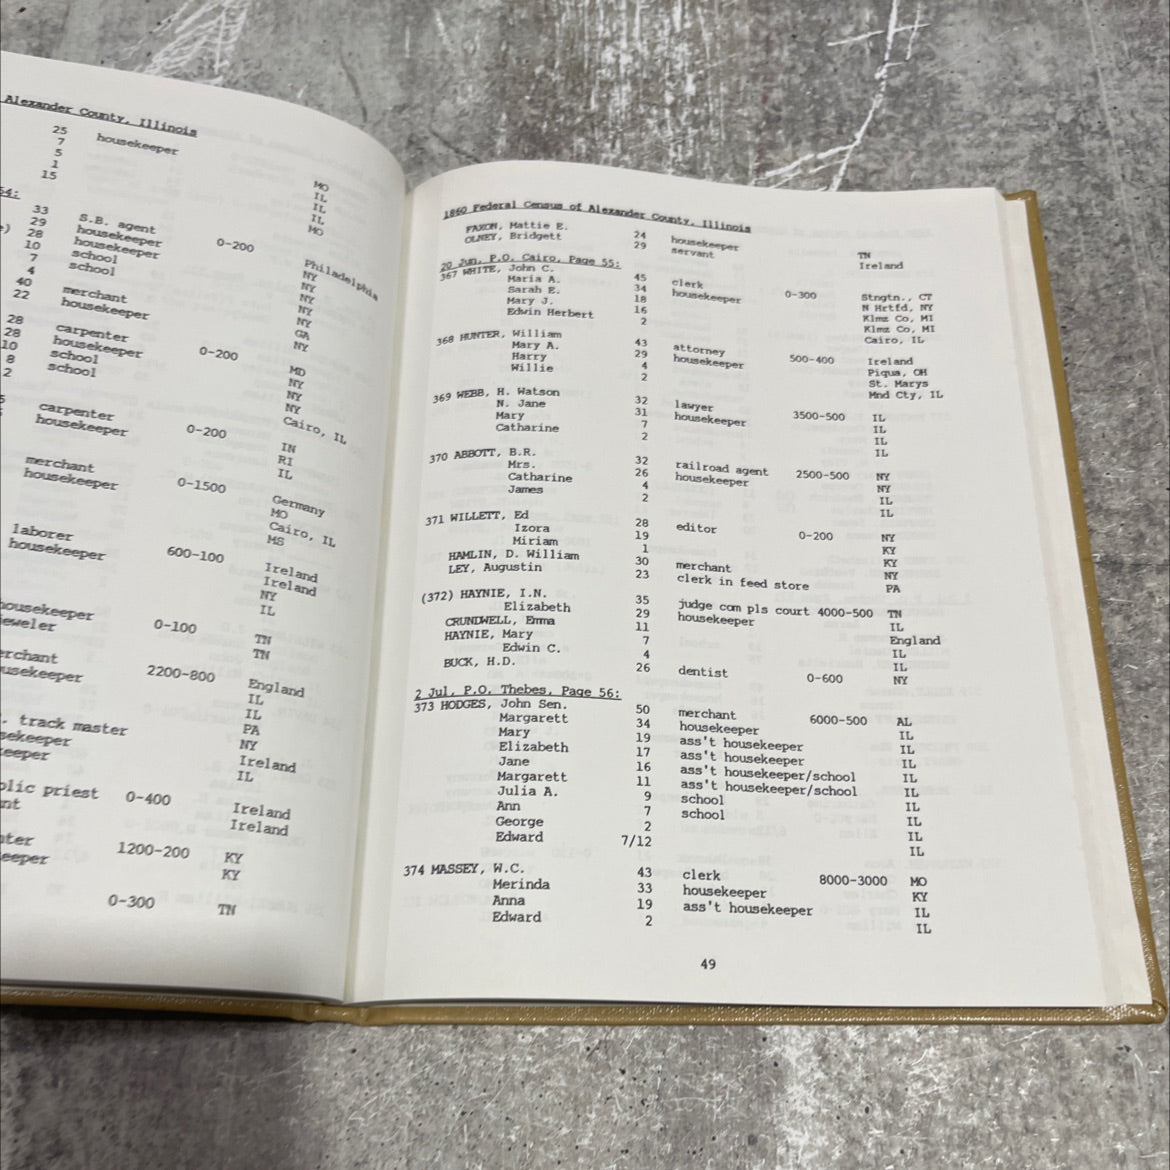 Alexander County, Illinois
25 housekeeper MO
7 IL
5 IL
1 IL
15 MO
54:
33 S.B. agent 0-200 Philadelphia
29 housekeeper NY
28 housekeeper NY
10 school NY
7 school NY
4 NY
40 merchant GA
22 housekeeper NY
28 carpenter 0-200 MD
28 housekeeper NY
10 school NY
8 school NY
2 Cairo, IL
carpenter 0-200 IN
housekeeper RI
IL
merchant 0-1500 Germany
housekeeper MO
Cairo, IL
MS
laborer 600-100 Ireland
housekeeper Ireland
NY
IL
housekeeper 0-100 TN
jeweler TN
merchant 2200-800 England
housekeeper IL
IL
PA
. track master NY
sekeeper Ireland
keeper IL
olic priest 0-400 Ireland
nt Ireland
nter 1200-200 KY
eeper KY
0-300 TN
1860 Federal Census of Alexander County, Illinois
FAXON, Mattie E. 24 housekeeper TN
OLNEY, Bridgett 29 servant Ireland
20 Jun, P.O. Cairo, Page 55:
367 WHITE, John C. 45 clerk 0-300 Stngtn., CT
Maria A. 34 housekeeper N Hrtfd, NY
Sarah E. 18 Klmz Co, MI
Mary J. 16 Klmz Co, MI
Edwin Herbert 2 Cairo, IL
368 HUNTER, William 43 attorney 500-400 Ireland
Mary A. 29 housekeeper Piqua, OH
Harry 4 St. Marys
Willie 2 Mnd Cty, IL
369 WEBB, H. Watson 32 lawyer 3500-500 IL
N. Jane 31 housekeeper IL
Mary 7 IL
Catharine 2 IL
370 ABBOTT, B.R. 32 railroad agent 2500-500 NY
Mrs. 26 housekeeper NY
Catharine 4 IL
James 2 IL
371 WILLETT, Ed 28 editor 0-200 NY
Izora 19 KY
Miriam 1 KY
HAMLIN, D. William 30 merchant NY
LEY, Augustin 23 clerk in feed store PA
(372) HAYNIE, I.N. 35 judge com pls court 4000-500 TN
Elizabeth 29 housekeeper IL
CRUNDWELL, Emma 11 England
HAYNIE, Mary 7 IL
Edwin C. 4 IL
BUCK, H.D. 26 dentist 0-600 NY
2 Jul, P.O. Thebes, Page 56:
373 HODGES, John Sen. 50 merchant 6000-500 AL
Margarett 34 housekeeper IL
Mary 19 ass't housekeeper IL
Elizabeth 17 ass't housekeeper IL
Jane 16 ass't housekeeper/school IL
Margarett 11 ass't housekeeper/school IL
Julia A. 9 school IL
Ann 7 school IL
George 2 IL
Edward 7/12 IL
374 MASSEY, W.C. 43 clerk 8000-3000 MO
Merinda 33 housekeeper KY
Anna 19 ass't housekeeper IL
Edward 2 IL
49